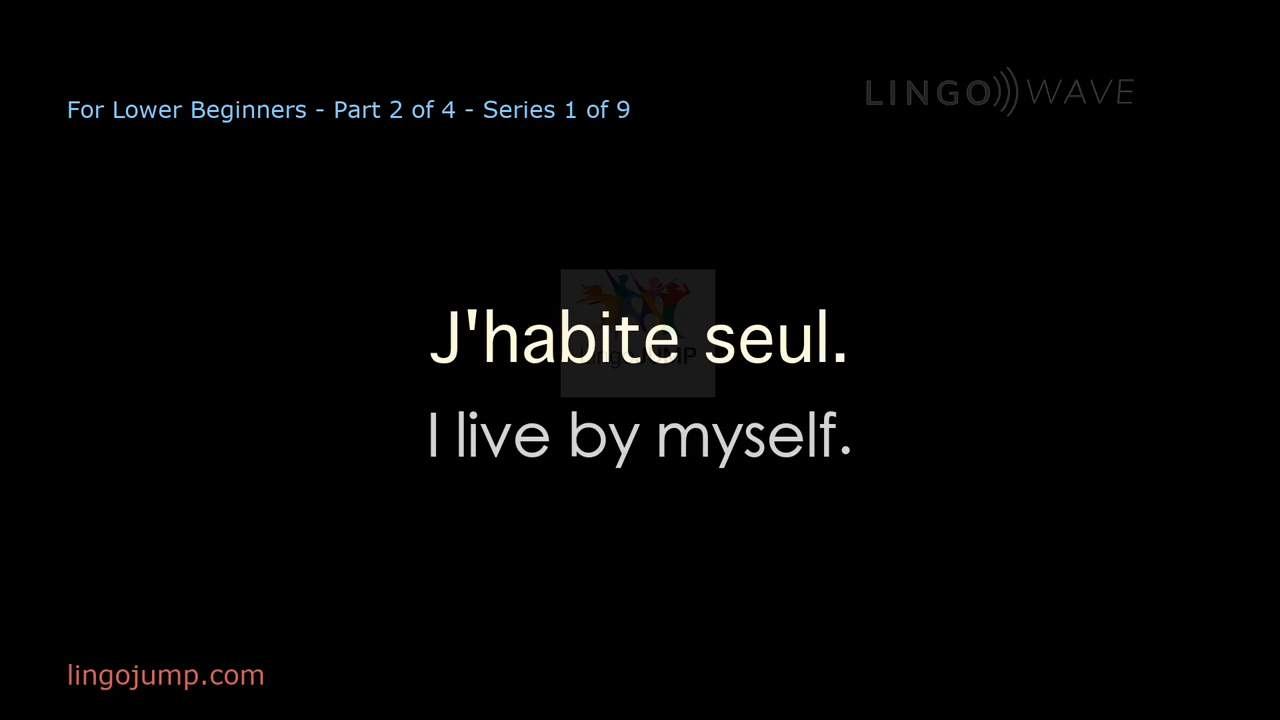 For Lower Beginners - Part 2 of 4 - Series 1 of 9
LINGO WAVE
J'habite seul.
I live by myself.
lingojump.com